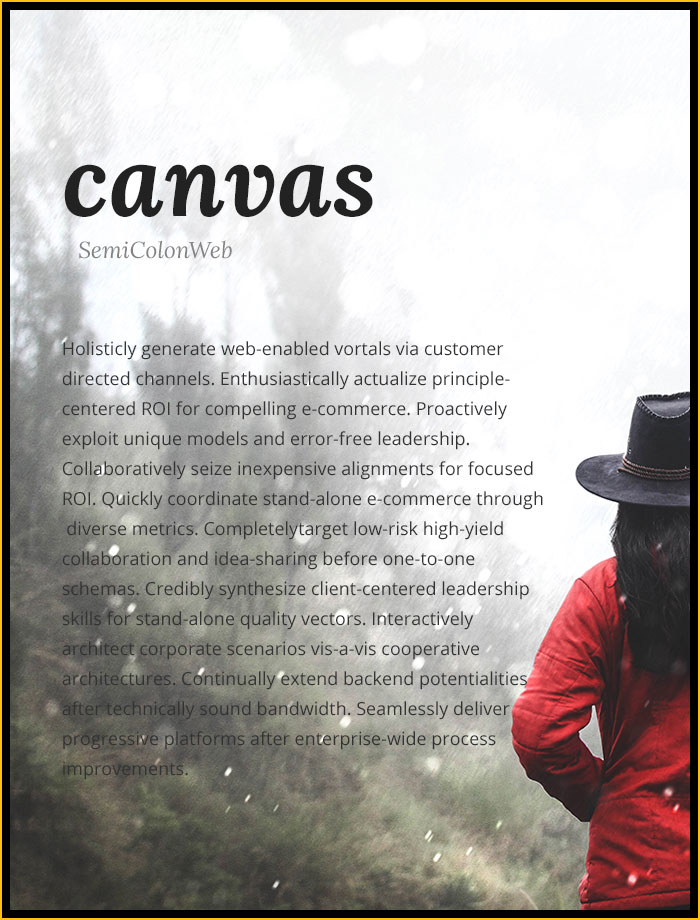 canvas
SemiColonWeb
Holisticly generate web-enabled vortals via customer
directed channels. Enthusiastically actualize principle-
centered ROI for compelling e-commerce. Proactively
exploit unique models and error-free leadership.
Collaboratively seize inexpensive alignments for focused
ROI. Quickly coordinate stand-alone e-commerce through
diverse metrics. Completelytarget low-risk high-yield
collaboration and idea-sharing before one-to-one
schemas. Credibly synthesize client-centered leadership
skills for stand-alone quality vectors. Interactively
architect corporate scenarios vis-a-vis cooperative
architectures. Continually extend backend potentialities
after technically sound bandwidth. Seamlessly deliver
progressive platforms after enterprise-wide process
improvements.